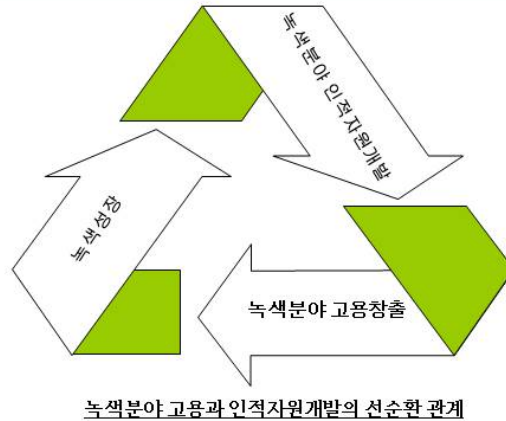 녹색분야 인적자원개발
녹색성장
녹색분야 고용창출
녹색분야 고용과 인적자원개발의 선순환 관계